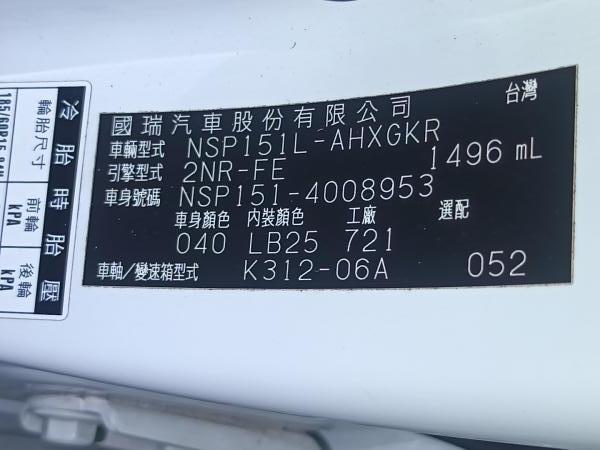 台灣
國瑞汽車股份有限公司
車輛型式 NSP151L-AHXGKR
引擎型式 2NR-FE 1496 mL
車身號碼 NSP151-4008953
車身顏色 內裝顏色 工廠 選配
040 LB25 721
車軸/變速箱型式 K312-06A 052
冷胎時胎壓
輪胎尺寸 前輪 kPA 後輪 kPA